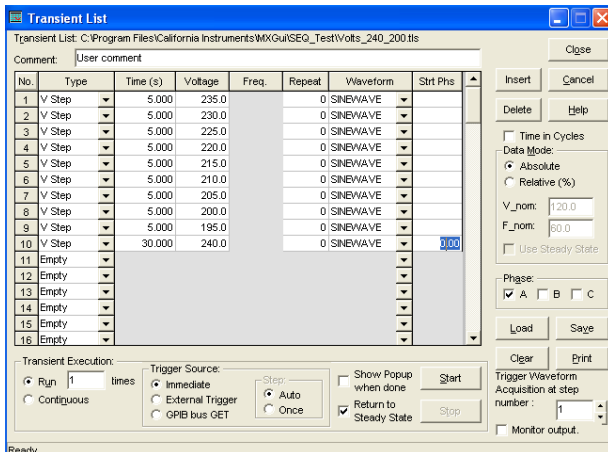 Transient List
Transient List: C:\Program Files\California Instruments\MXGui\SEQ_Test\Volts_240_200.tls
Close
Comment: User comment
No. Type Time (s) Voltage Freq. Repeat Waveform Strt Phs
Insert Cancel
1 V Step 5.000 235.0 0 SINEWAVE
2 V Step 5.000 230.0 0 SINEWAVE
Delete Help
3 V Step 5.000 225.0 0 SINEWAVE
4 V Step 5.000 220.0 0 SINEWAVE
Time in Cycles
5 V Step 5.000 215.0 0 SINEWAVE
Data Mode:
6 V Step 5.000 210.0 0 SINEWAVE
Absolute
7 V Step 5.000 205.0 0 SINEWAVE
Relative (%)
8 V Step 5.000 200.0 0 SINEWAVE
V_nom: 120.0
9 V Step 5.000 195.0 0 SINEWAVE
F_nom: 60.0
10 V Step 30.000 240.0 0 SINEWAVE 0.00
Use Steady State
11 Empty
12 Empty
Phase:
13 Empty
A B C
14 Empty
15 Empty
Load Save
16 Empty
Clear Print
Transient Execution:
Run 1 times
Continuous
Trigger Source:
Immediate
External Trigger
GPIB bus GET
Step:
Auto
Once
Show Popup
when done
Return to
Steady State
Start
Stop
Trigger Waveform
Acquisition at step
number : 1
Monitor output.
Ready